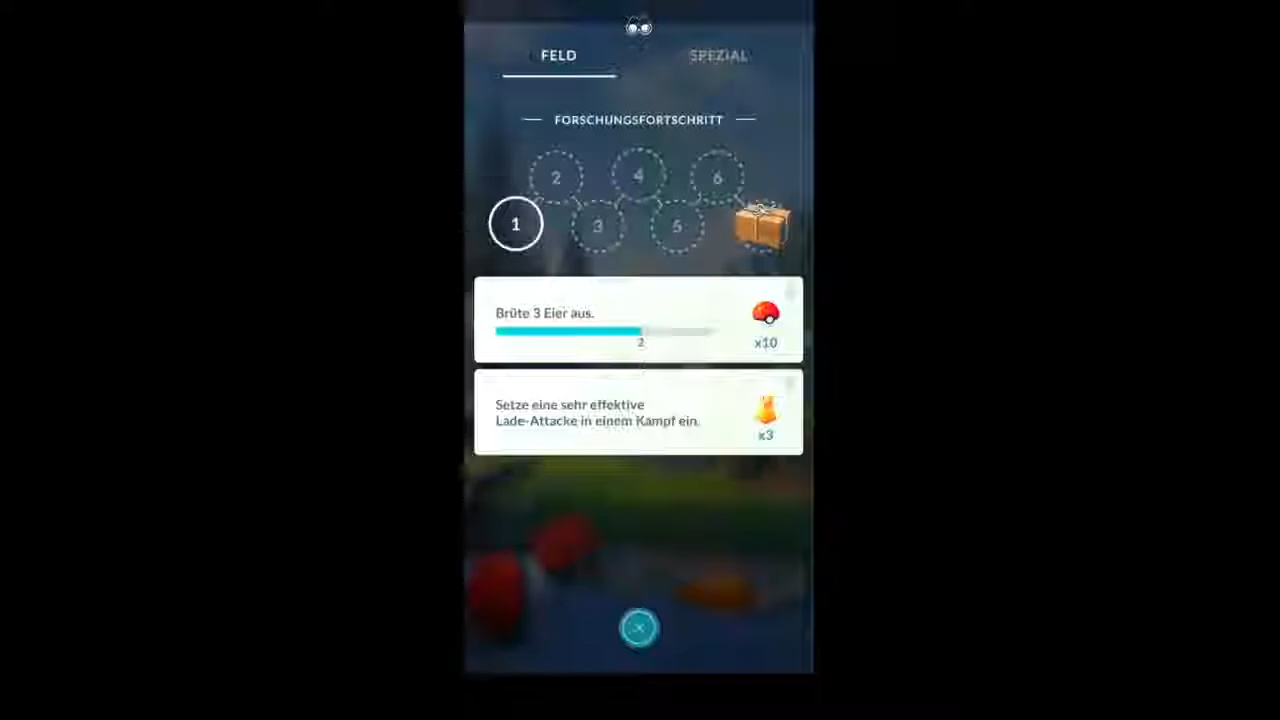 FELD
SPEZIAL
FORSCHUNGSFORTSCHRITT
2
4
6
1
3
5
Brüte 3 Eier aus.
2
x10
Setze eine sehr effektive
Lade-Attacke in einem Kampf ein.
x3